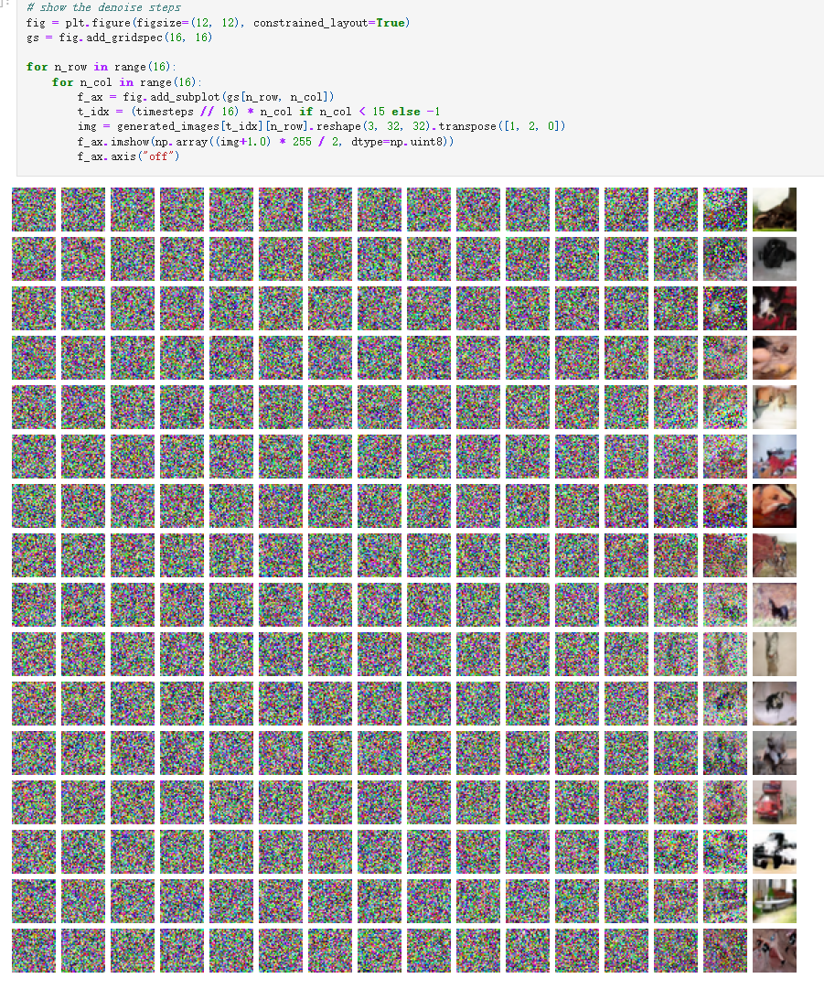 ]:
# show the denoise steps
fig = plt.figure(figsize=(12, 12), constrained_layout=True)
gs = fig.add_gridspec(16, 16)
for n_row in range(16):
    for n_col in range(16):
        f_ax = fig.add_subplot(gs[n_row, n_col])
        t_idx = (timesteps // 16) * n_col if n_col < 15 else -1
        img = generated_images[t_idx][n_row].reshape(3, 32, 32).transpose([1, 2, 0])
        f_ax.imshow(np.array((img+1.0) * 255 / 2, dtype=np.uint8))
        f_ax.axis("off")